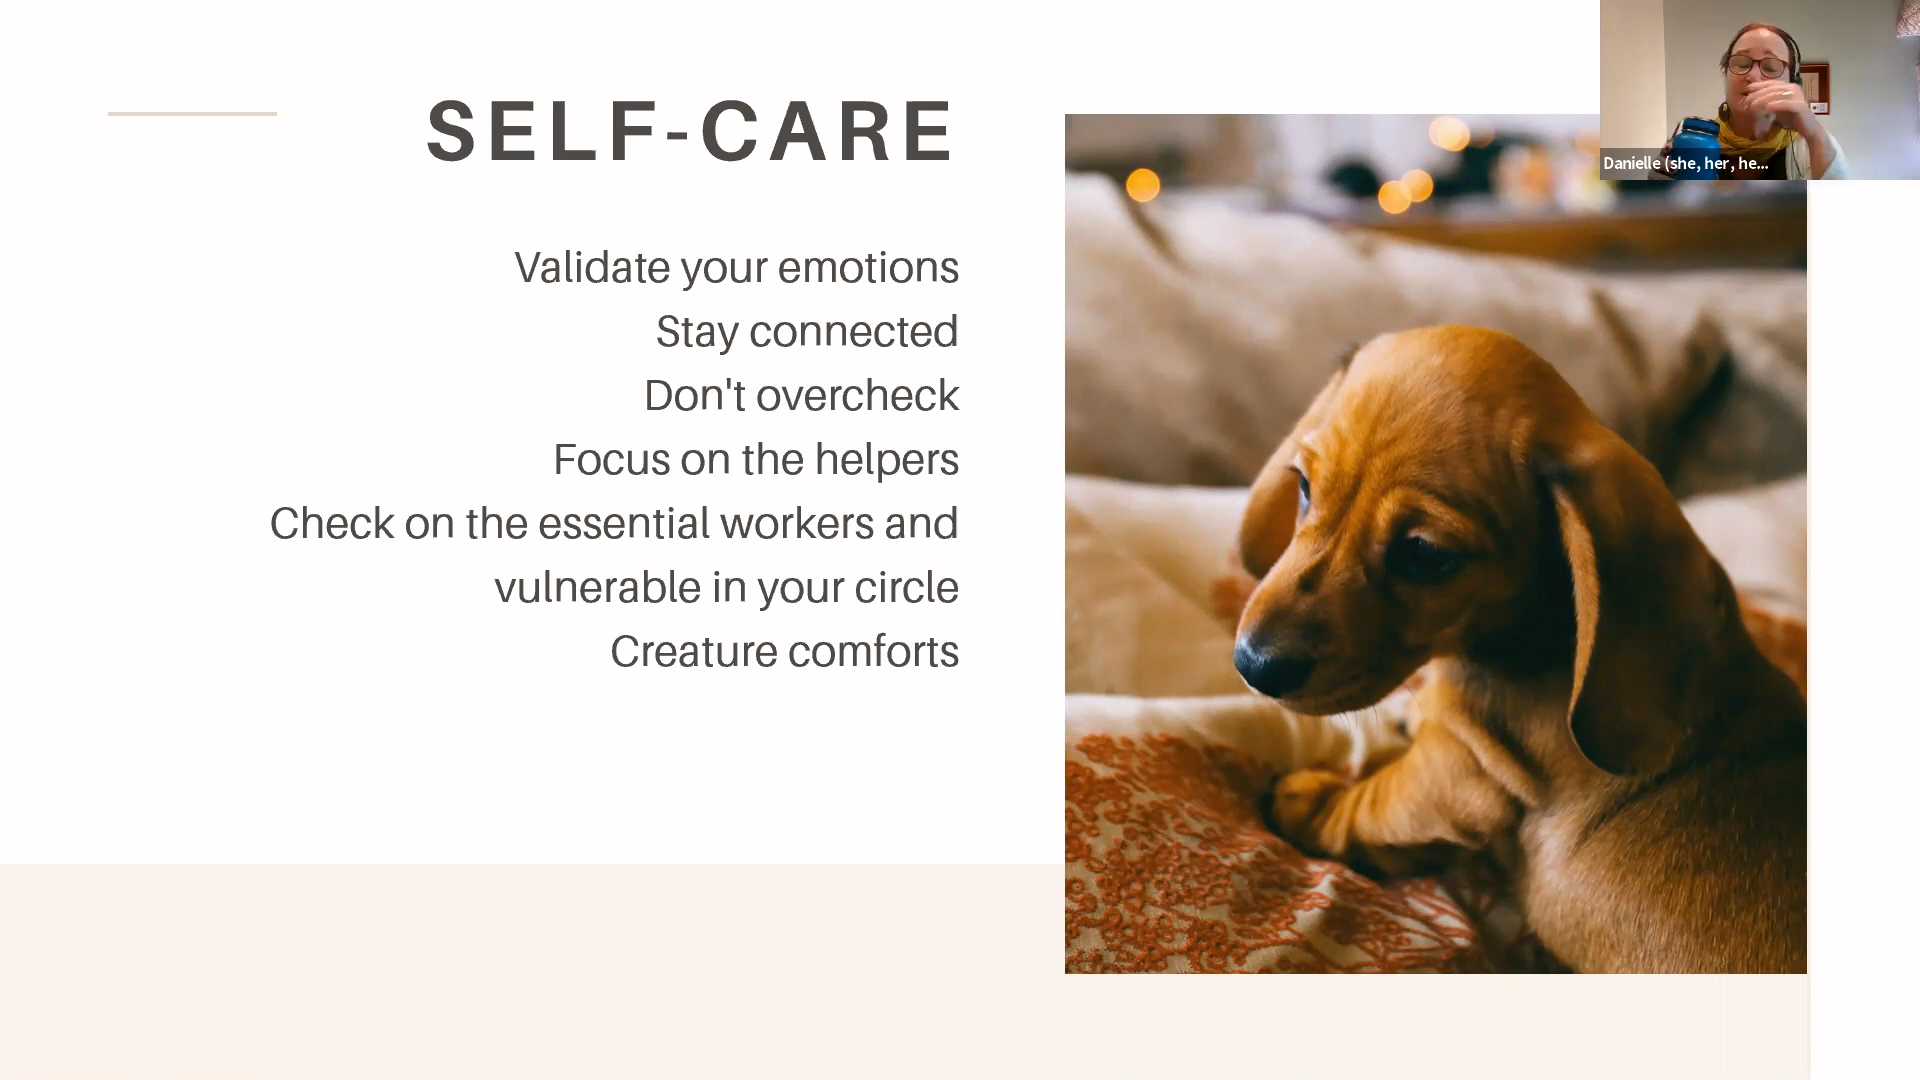 SELF-CARE
Validate your emotions
Stay connected
Don't overcheck
Focus on the helpers
Check on the essential workers and
vulnerable in your circle
Creature comforts
Danielle (she, her, he...